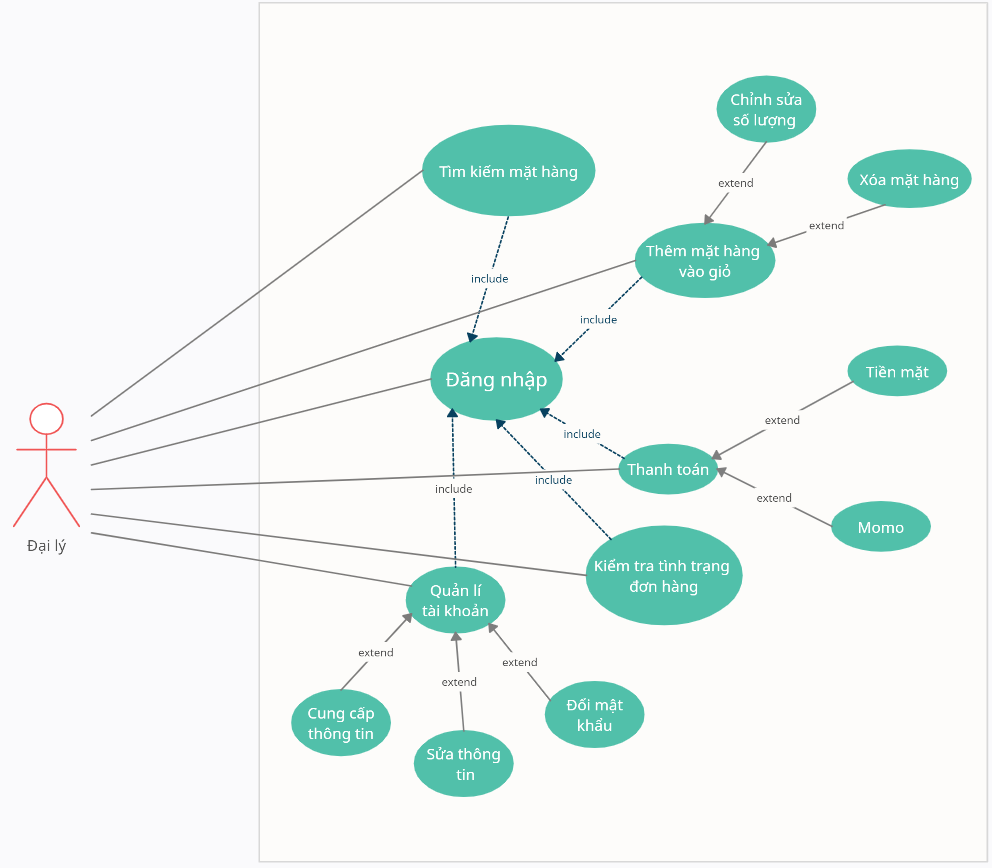 Chỉnh sửa
số lượng
Tìm kiếm mặt hàng
Xóa mặt hàng
extend
extend
Thêm mặt hàng
vào giỏ
include
include
Đăng nhập
Tiền mặt
extend
include
Thanh toán
include
include
extend
Momo
Đại lý
Kiểm tra tình trạng
đơn hàng
Quản lí
tài khoản
extend
extend
extend
Cung cấp
thông tin
Đổi mật
khẩu
Sửa thông
tin